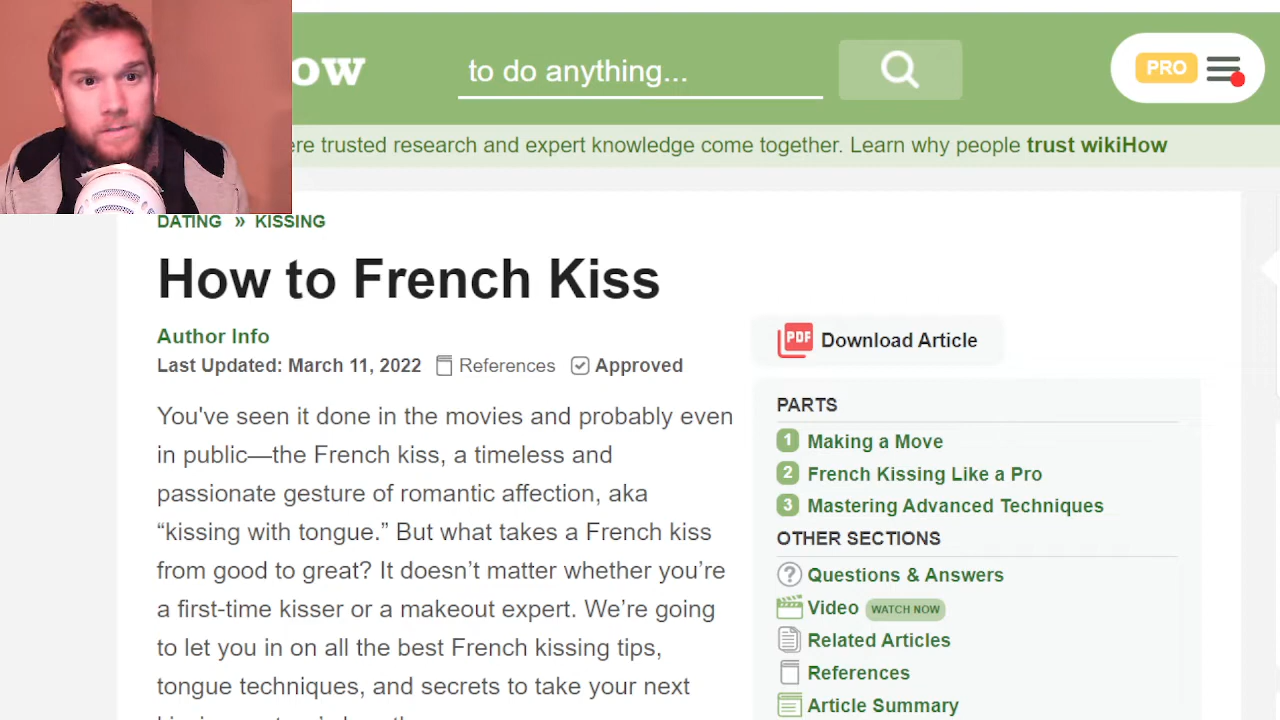 ow
to do anything...
PRO
ere trusted research and expert knowledge come together. Learn why people trust wikiHow
DATING » KISSING
How to French Kiss
Author Info
Last Updated: March 11, 2022 References Approved
You've seen it done in the movies and probably even
in public—the French kiss, a timeless and
passionate gesture of romantic affection, aka
“kissing with tongue.” But what takes a French kiss
from good to great? It doesn’t matter whether you’re
a first-time kisser or a makeout expert. We’re going
to let you in on all the best French kissing tips,
tongue techniques, and secrets to take your next
PDF Download Article
PARTS
1 Making a Move
2 French Kissing Like a Pro
3 Mastering Advanced Techniques
OTHER SECTIONS
? Questions & Answers
Video WATCH NOW
Related Articles
References
Article Summary